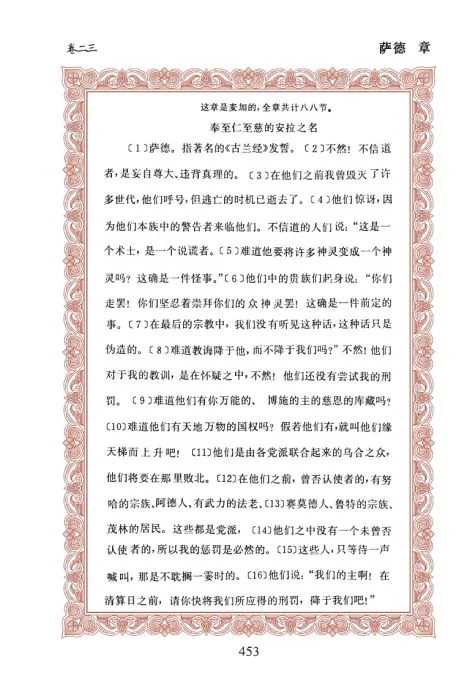 卷二三
萨德 章
这章是麦加的,全章共计八八节。
奉至仁至慈的安拉之名
〔1〕萨德。指著名的《古兰经》发誓。〔2〕不然!不信道
者,是妄自尊大、违背真理的。〔3〕在他们之前我曾毁灭了许
多世代,他们呼号,但逃亡的时机已逝去了。〔4〕他们惊讶,因
为他们本族中的警告者来临他们。不信道的人们说:“这是一
个术士,是一个说谎者。〔5〕难道他要将许多神灵变成一个神
灵吗?这确是一件怪事。”〔6〕他们中的贵族们起身说:“你们
走罢!你们坚忍着崇拜你们的众神灵罢!这确是一件前定的
事。〔7〕在最后的宗教中,我们没有听见这种话,这种话只是
伪造的。〔8〕难道教诲降于他,而不降于我们吗?”不然!他们
对于我的教训,是在怀疑之中,不然!他们还没有尝试我的刑
罚。〔9〕难道他们有你万能的、博施的主的慈恩的库藏吗?
〔10〕难道他们有天地万物的国权吗?假若他们有,就叫他们缘
天梯而上升吧!〔11〕他们是由各党派联合起来的乌合之众,
他们将要在那里败北。〔12〕在他们之前,曾否认使者的,有努
哈的宗族、阿德人、有武力的法老、〔13〕赛莫德人、鲁特的宗族、
茂林的居民。这些都是党派,〔14〕他们之中没有一个未曾否
认使者的,所以我的惩罚是必然的。〔15〕这些人,只等待一声
喊叫,那是不耽搁一霎时的。〔16〕他们说:“我们的主啊!在
清算日之前,请你快将我们所应得的刑罚,降于我们吧!”
453